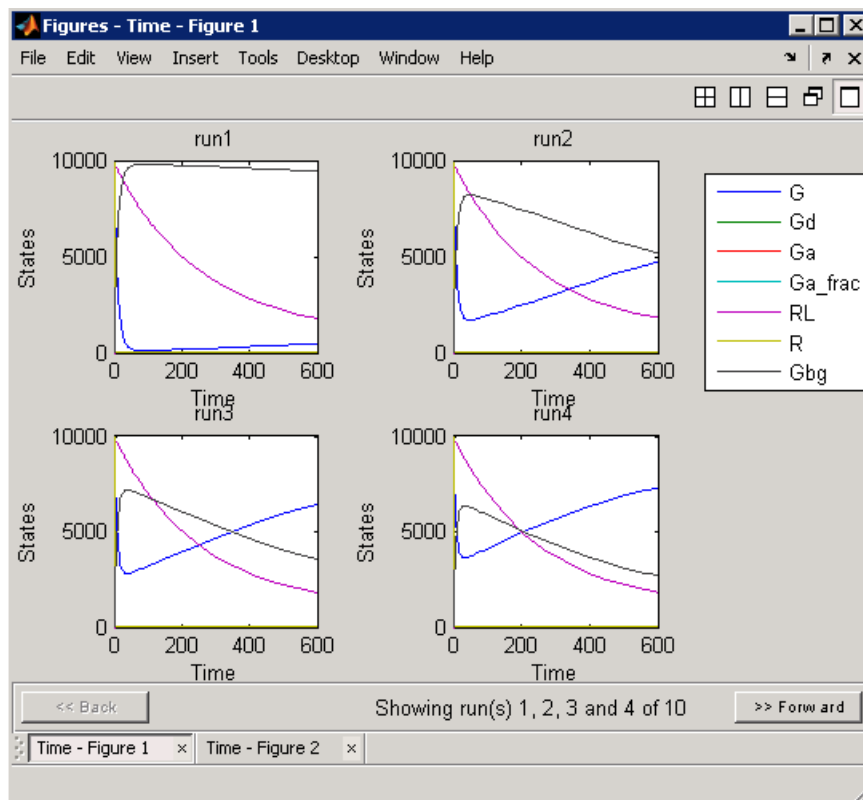 Figures - Time - Figure 1
File Edit View Insert Tools Desktop Window Help
run1 run2
10000 10000
5000 5000
0 0
States States
0 200 400 600 0 200 400 600
Time Time
G
Gd
Ga
Ga_frac
RL
R
Gbg
run3 run4
10000 10000
5000 5000
0 0
States States
0 200 400 600 0 200 400 600
Time Time
<< Back Showing run(s) 1, 2, 3 and 4 of 10 >> Forward
Time - Figure 1 × Time - Figure 2 ×